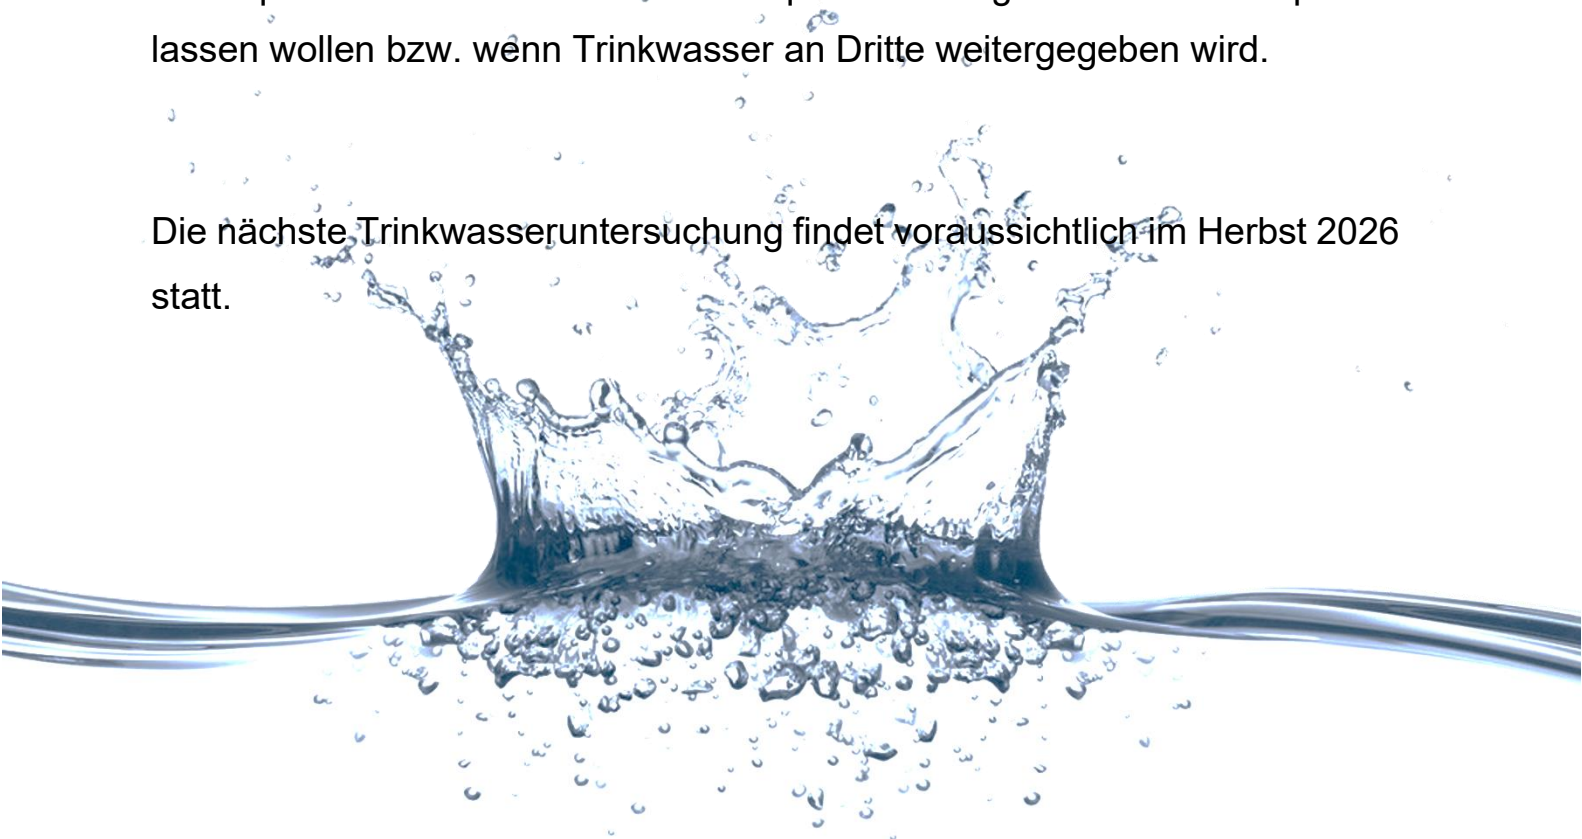 lassen wollen bzw. wenn Trinkwasser an Dritte weitergegeben wird.
Die nächste Trinkwasseruntersuchung findet voraussichtlich im Herbst 2026
statt.